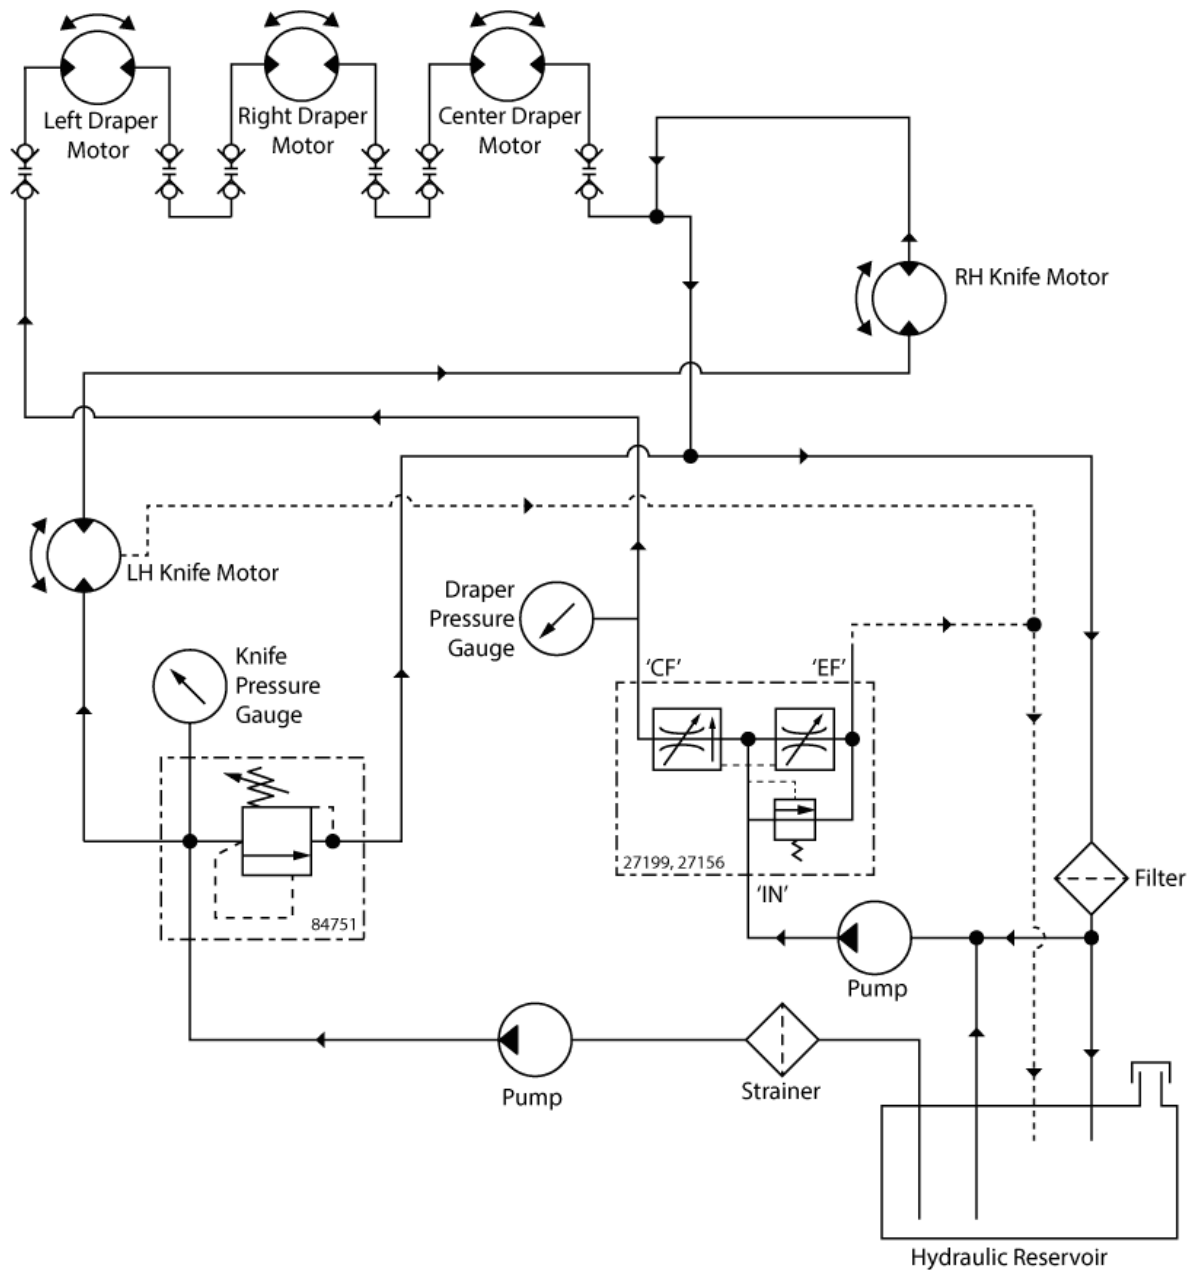 Left Draper
Motor
Right Draper
Motor
Center Draper
Motor
RH Knife Motor
LH Knife Motor
Draper
Pressure
Gauge
Knife
Pressure
Gauge
'CF'
'EF'
27199, 27156
'IN'
84751
Filter
Pump
Pump
Strainer
Hydraulic Reservoir